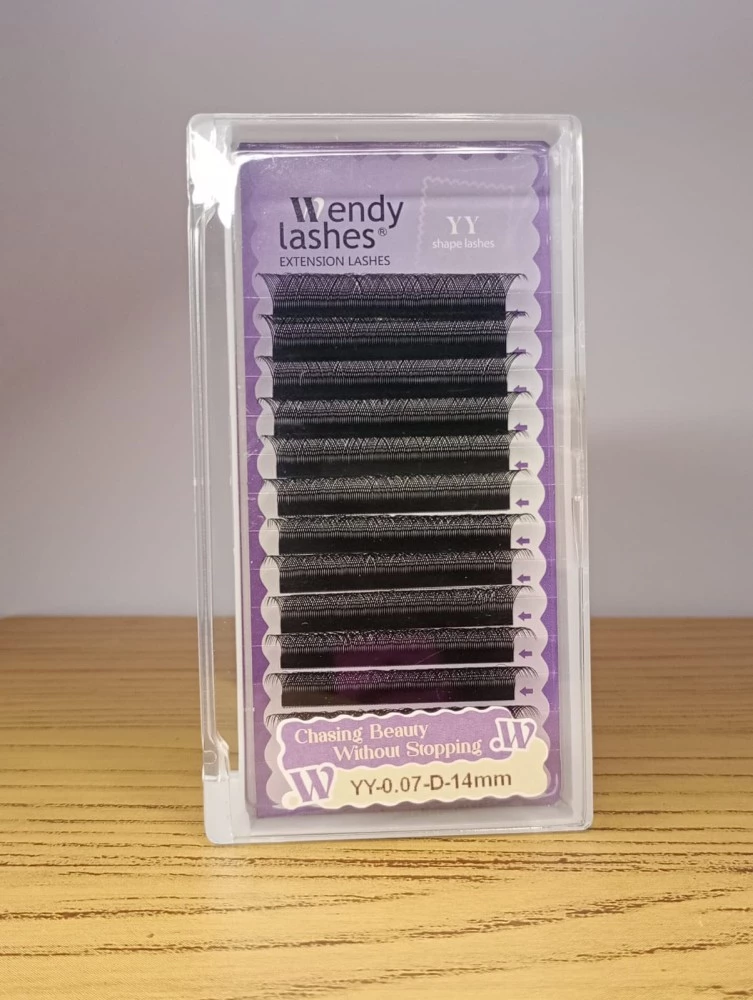 Wendy
lashes®
EXTENSION LASHES
YY
shape lashes
Chasing Beauty
Without Stopping
W
W
YY-0.07-D-14mm